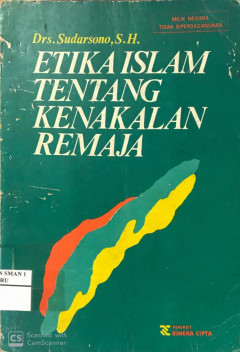 Drs. Sudarsono, S.H.
MILIK NEGARA
TIDAK DIPERDAGANGKAN
ETIKA ISLAM
TENTANG
KENAKALAN
REMAJA
SMAN 1
RU
CS
Scanned with
CamScanner
PENERBIT
RINEKA CIPTA